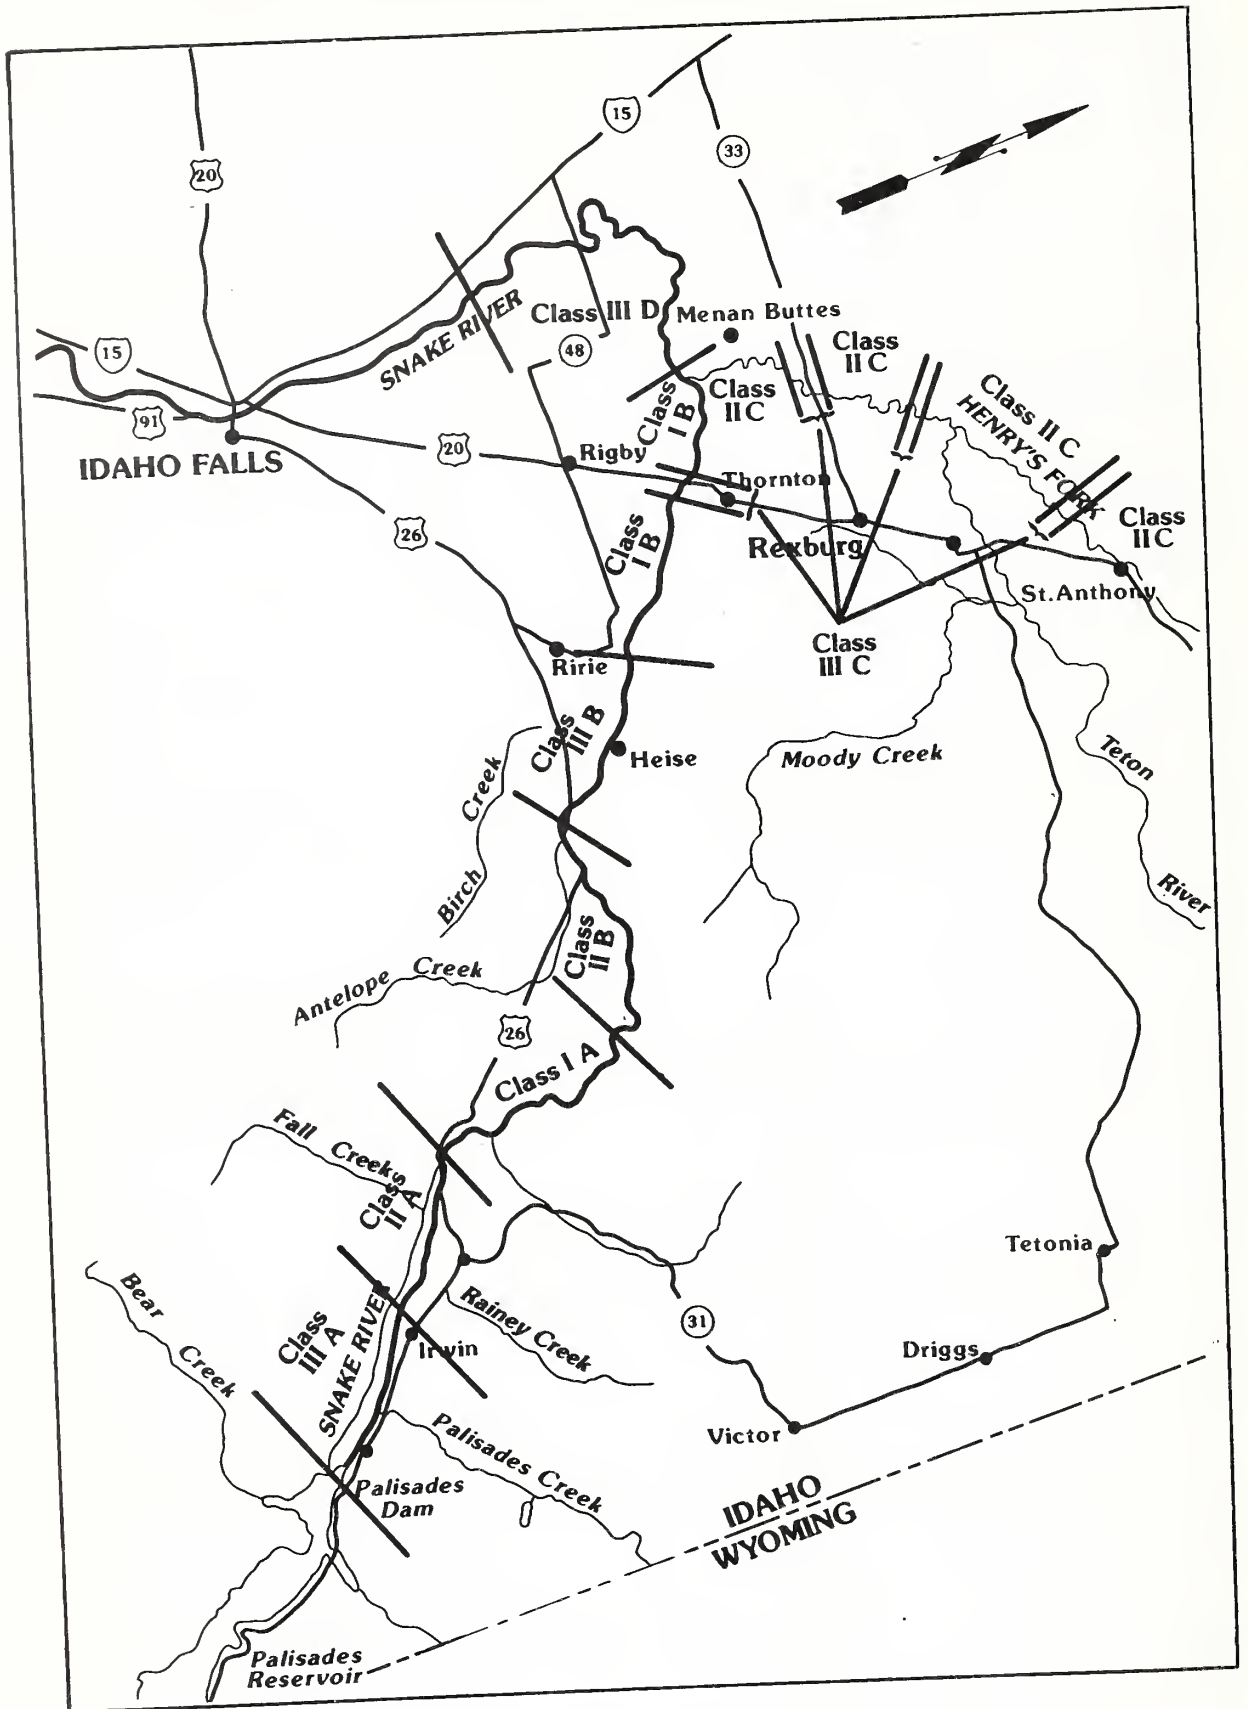 15
33
20
Class III D
Menan Buttes
SNAKE RIVER
48
15
Class
II C
Class
II C
Class II C
HENRY'S FORK
91
20
Rigby
Class
I B
IDAHO FALLS
Thornton
Class
II C
26
Class
I B
Rexburg
St.Anthony
Class
III C
Ririe
Class
III B
Heise
Moody Creek
Teton
River
Birch Creek
Class
II B
Antelope Creek
26
Class I A
Fall Creek
Class
II A
Tetonia
Bear
Creek
Class
III A
SNAKE RIVER
Rainey Creek
Irwin
31
Driggs
Victor
Palisades Creek
Palisades
Dam
IDAHO
WYOMING
Palisades
Reservoir